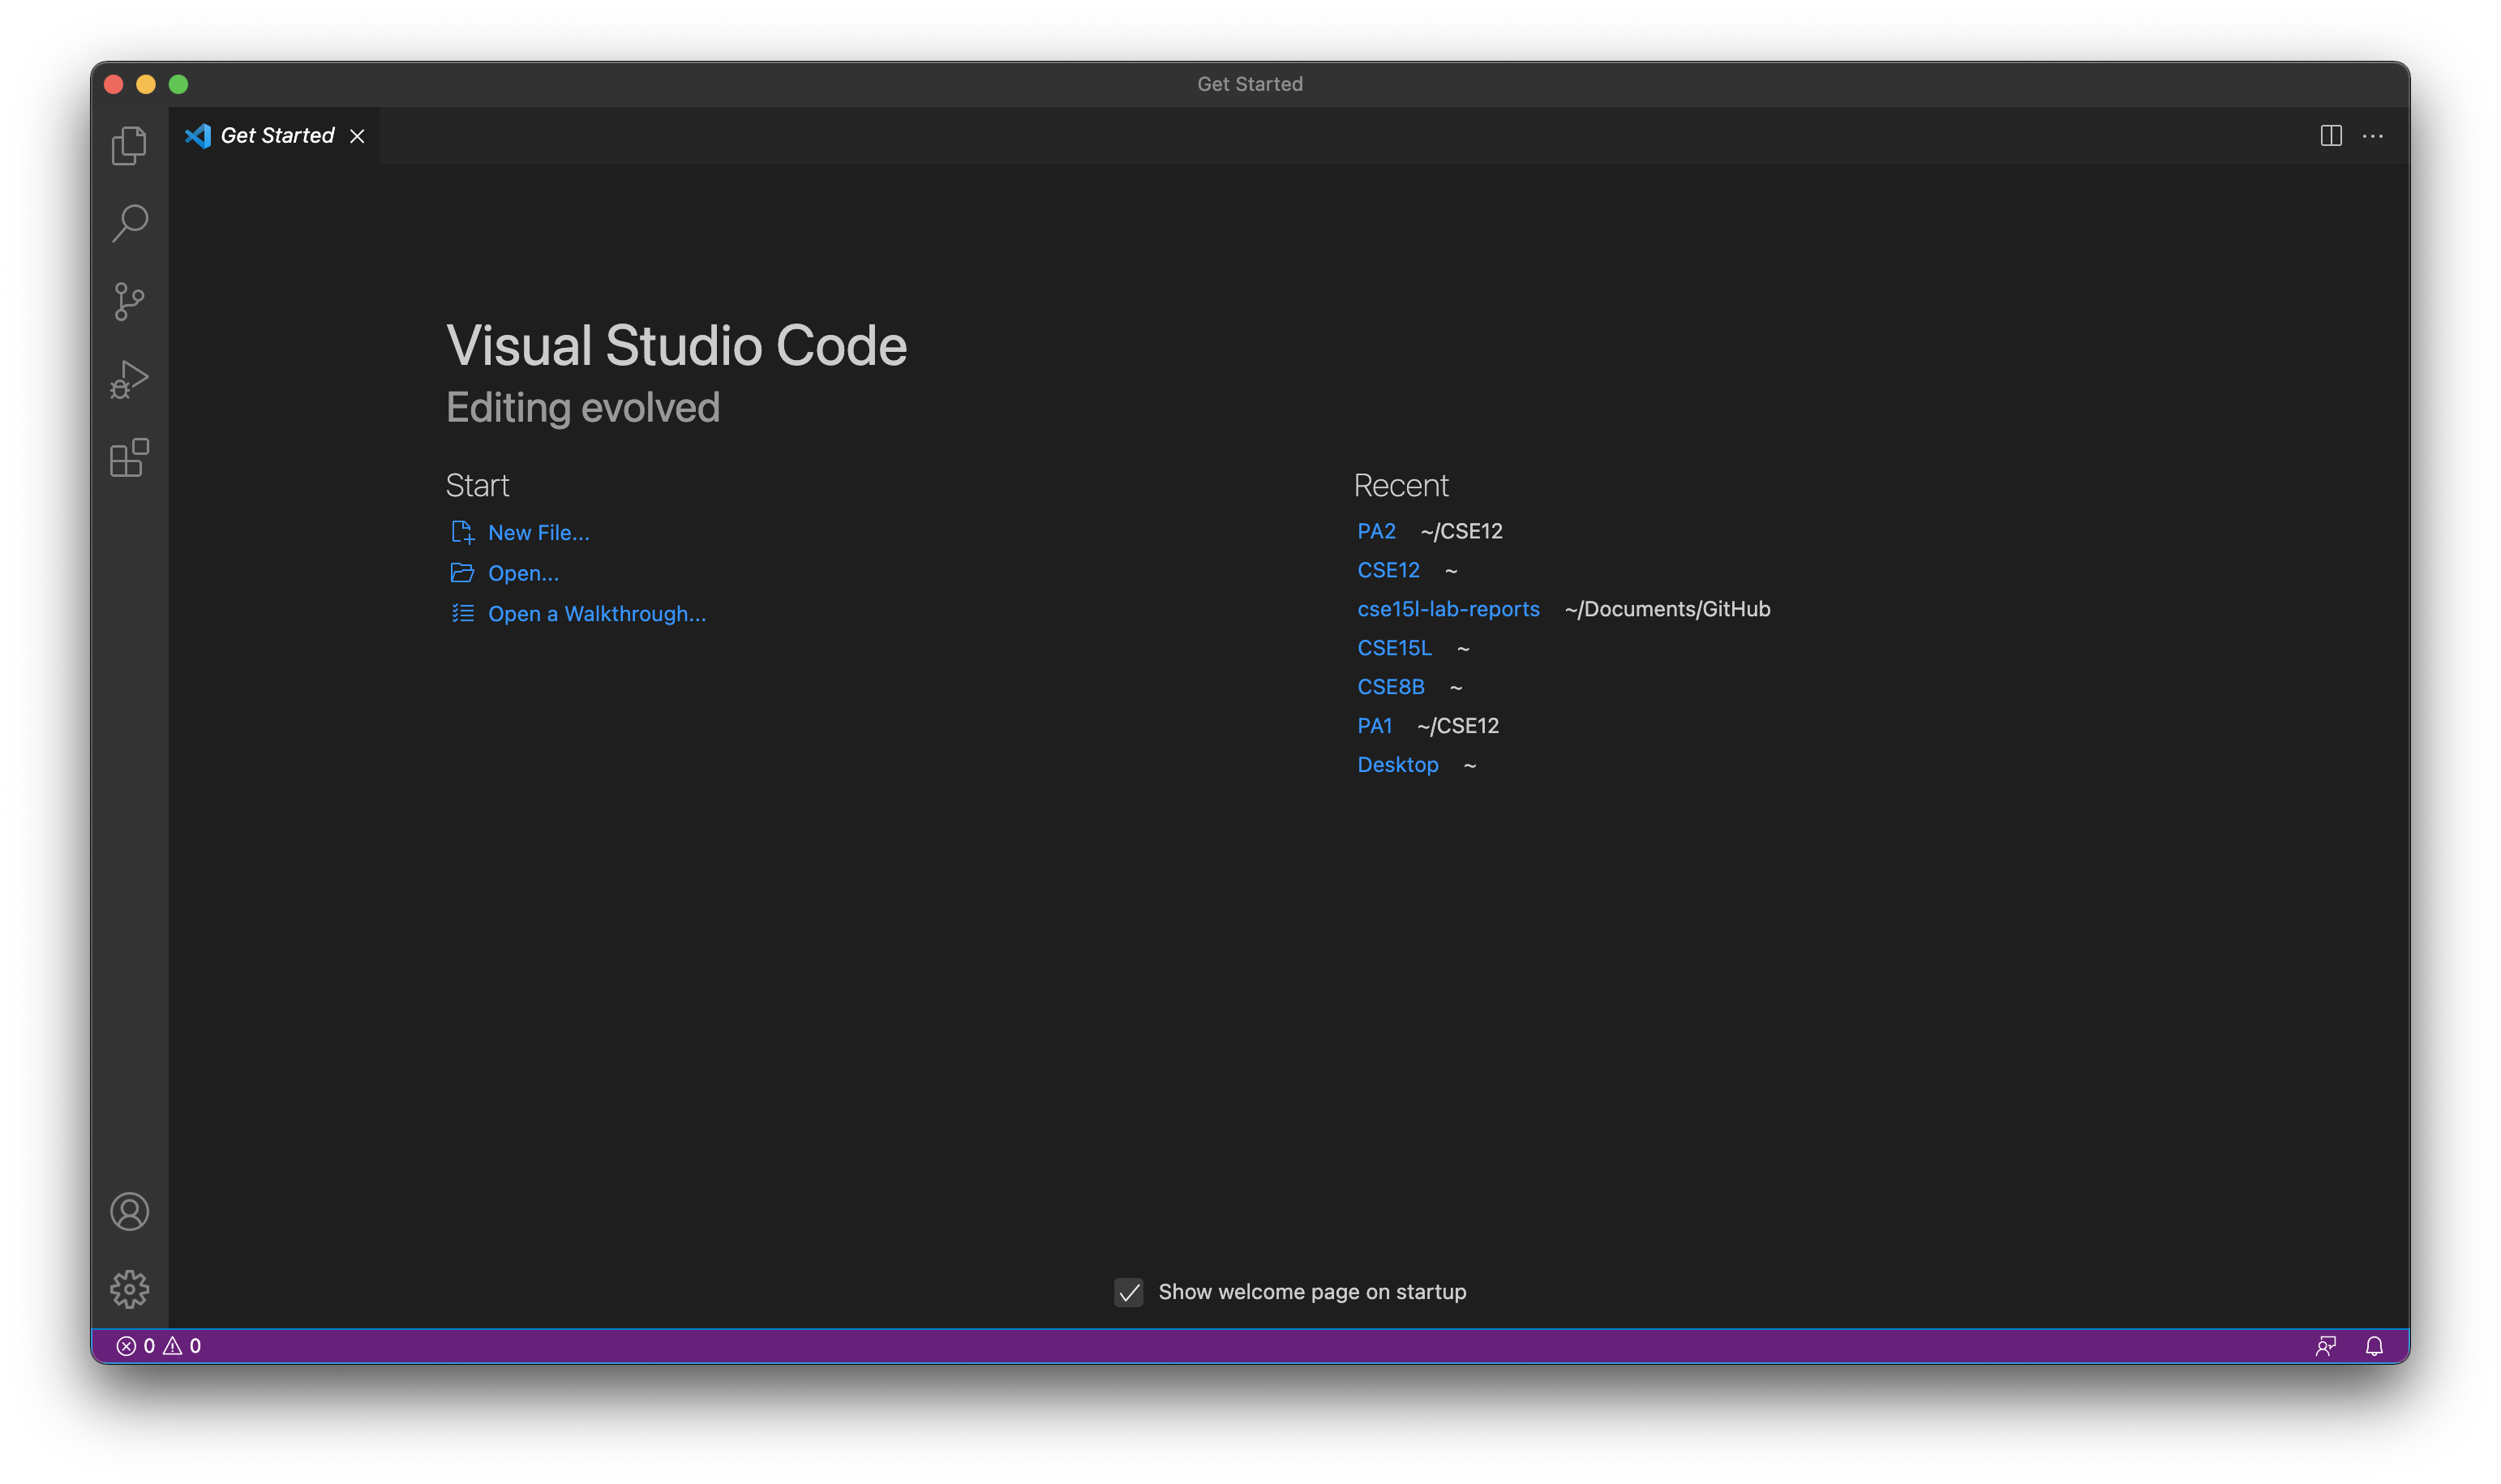 Get Started
Get Started
Visual Studio Code
Editing evolved
Start
New File...
Open...
Open a Walkthrough...
Recent
PA2 ~/CSE12
CSE12 ~
cse15l-lab-reports ~/Documents/GitHub
CSE15L ~
CSE8B ~
PA1 ~/CSE12
Desktop ~
Show welcome page on startup
0 0